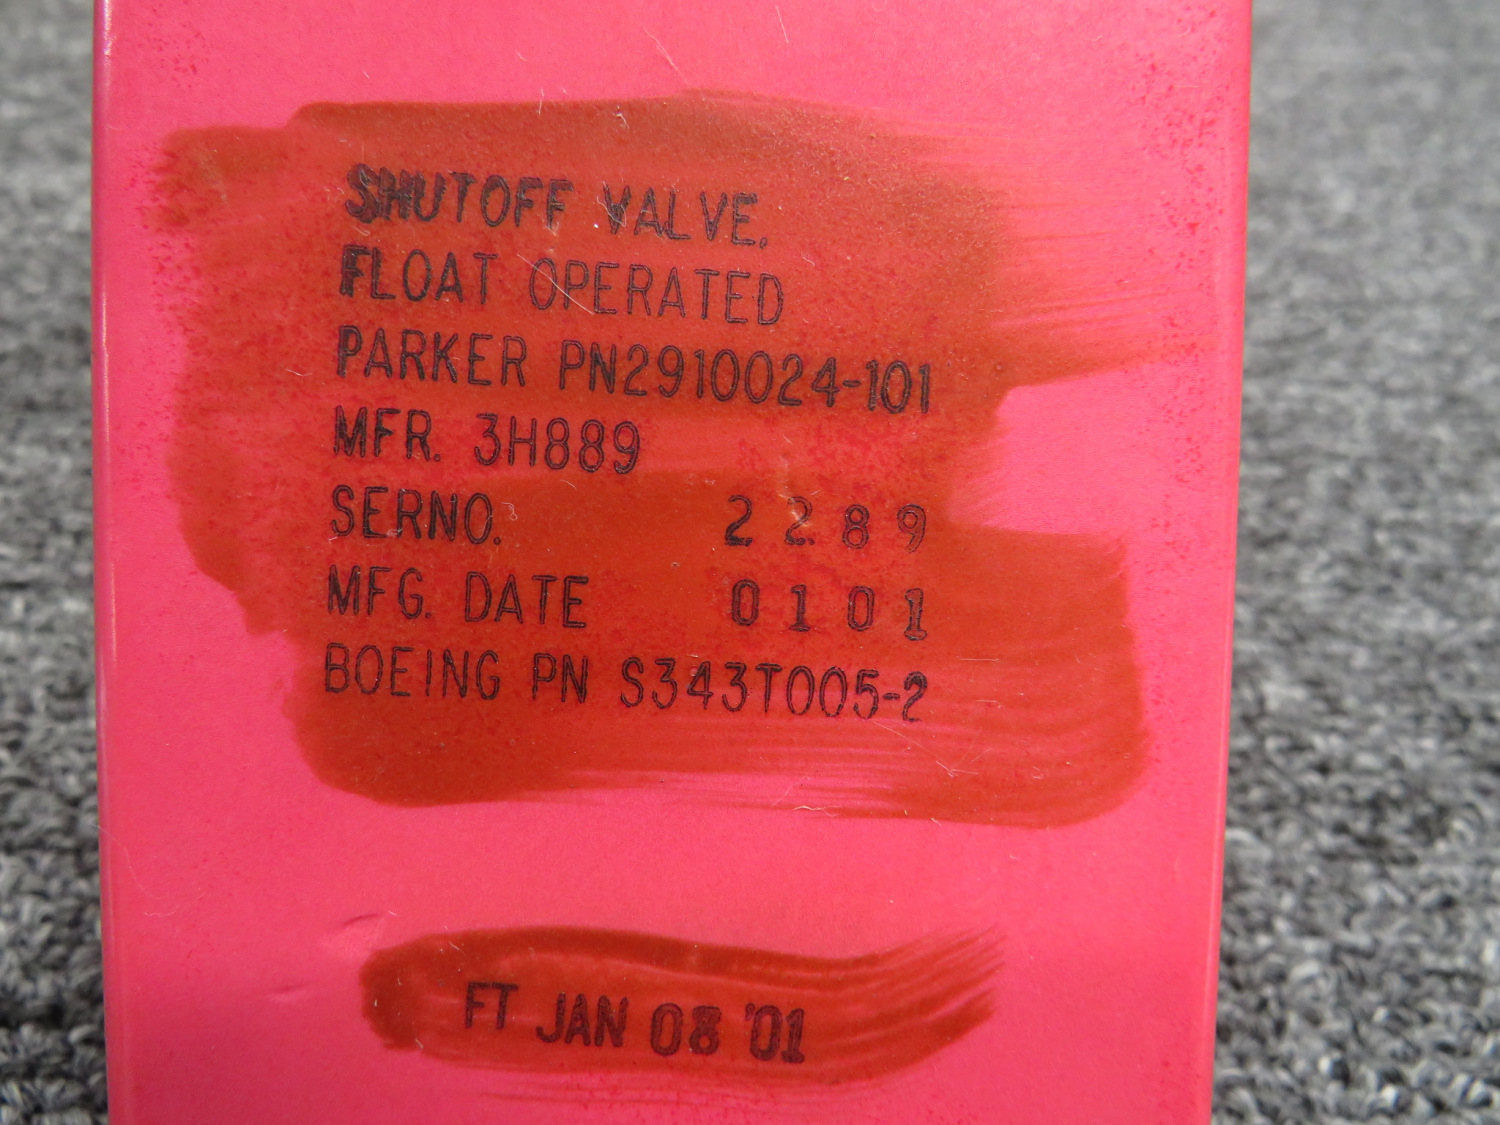 SHUTOFF VALVE,
FLOAT OPERATED
PARKER PN2910024-101
MFR. 3H889
SERNO. 2289
MFG. DATE 0101
BOEING PN S343T005-2
FT JAN 08 '01